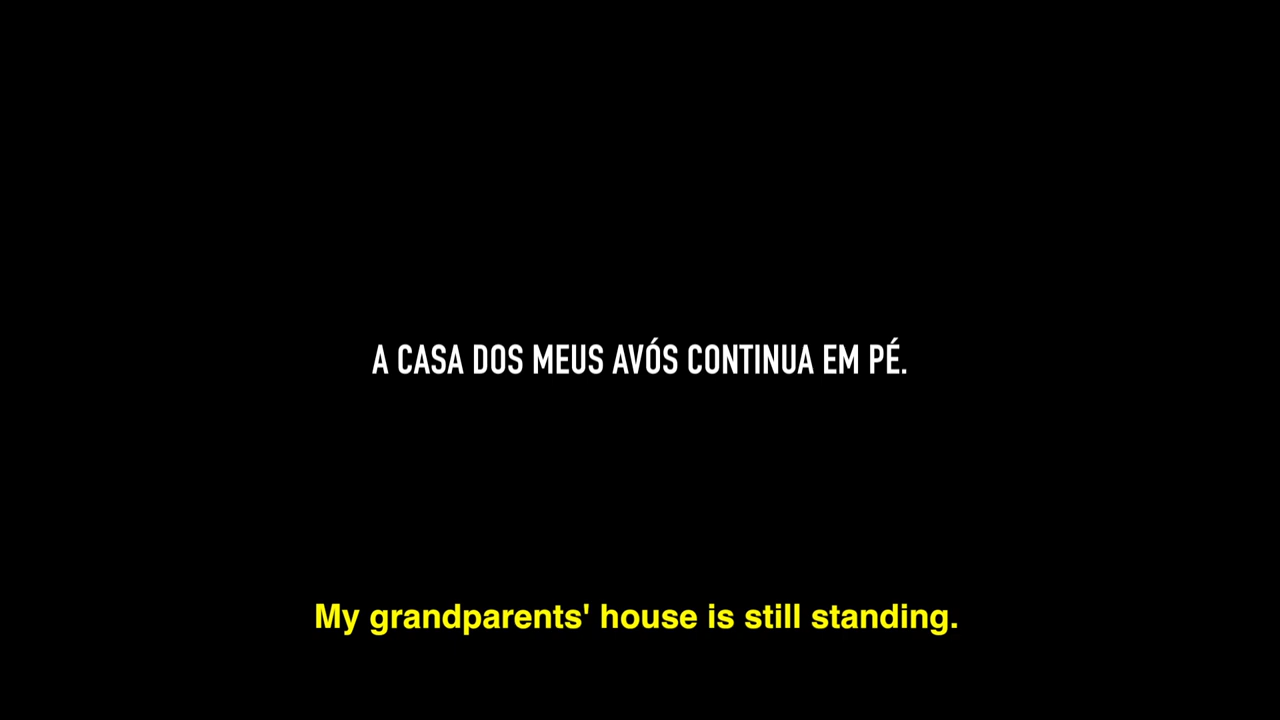 A CASA DOS MEUS AVÓS CONTINUA EM PÉ.
My grandparents' house is still standing.